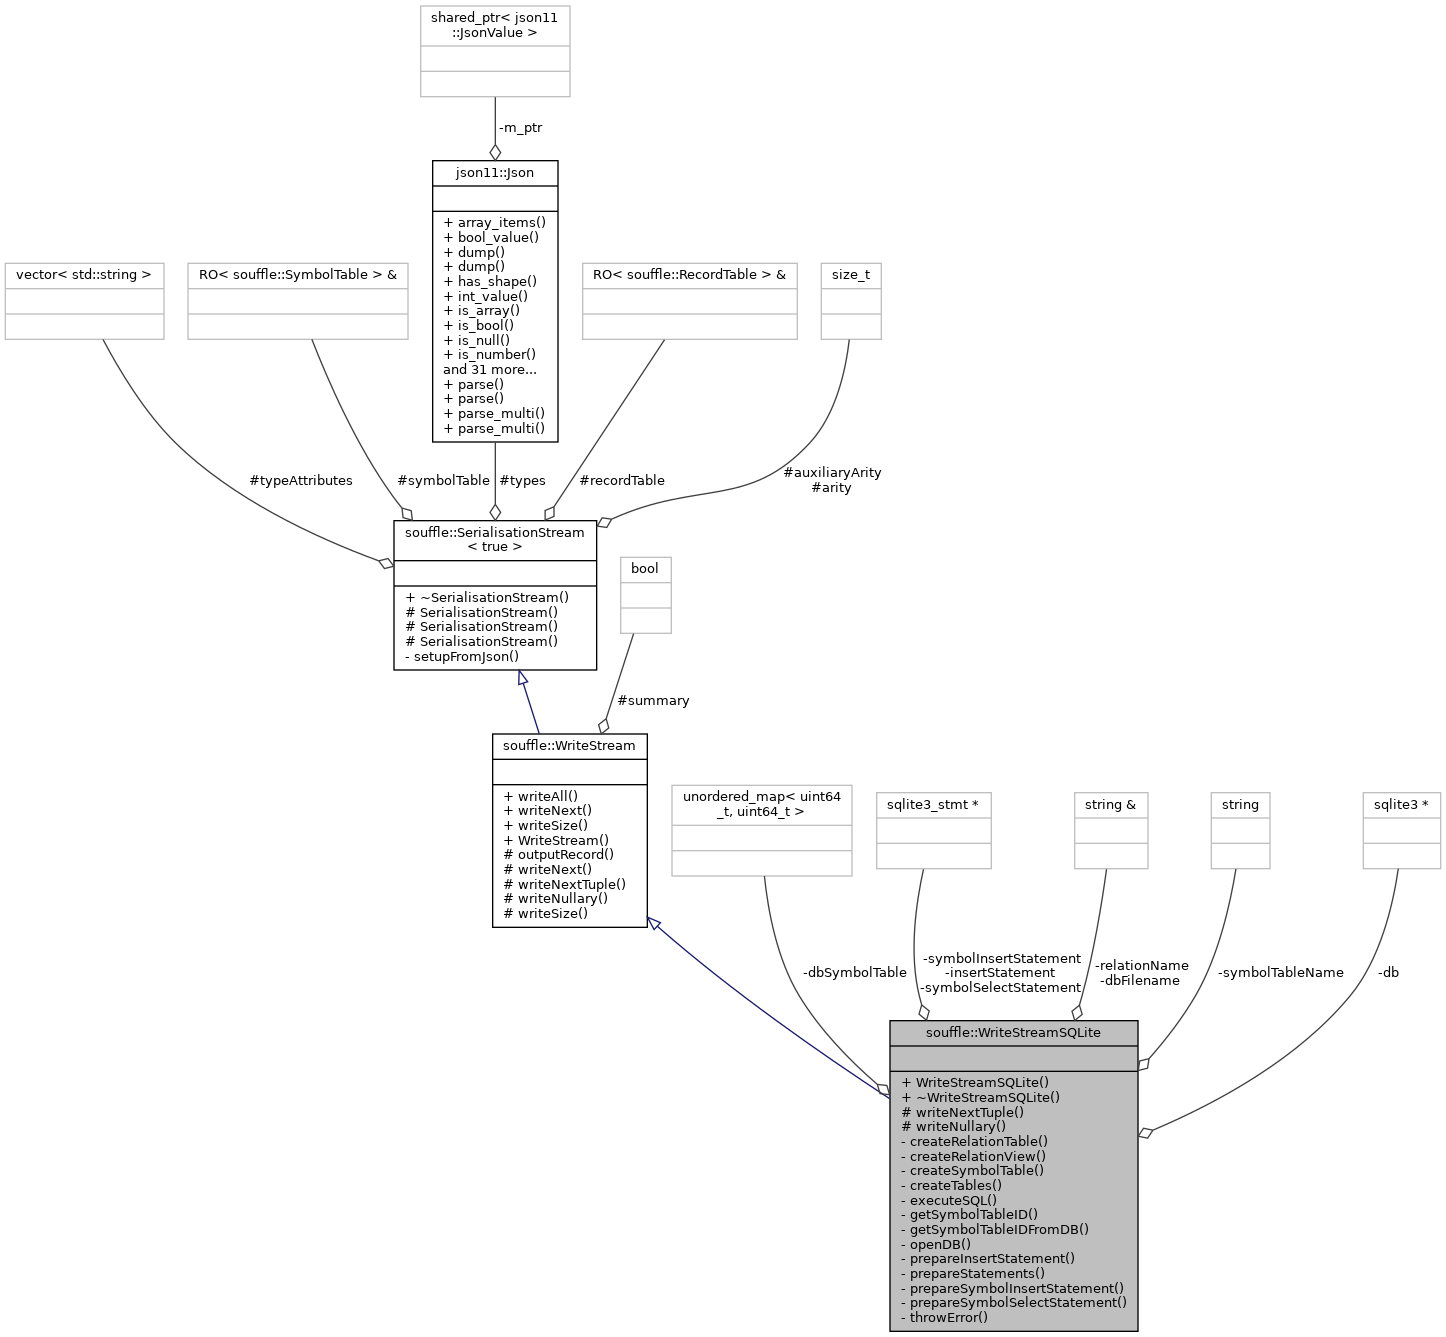 shared_ptr< json11
::JsonValue >
-m_ptr
json11::Json
+ array_items()
+ bool_value()
+ dump()
+ dump()
+ has_shape()
+ int_value()
+ is_array()
+ is_bool()
+ is_null()
+ is_number()
and 31 more...
+ parse()
+ parse()
+ parse_multi()
+ parse_multi()
vector< std::string >
RO< souffle::SymbolTable > &
RO< souffle::RecordTable > &
size_t
#typeAttributes
#symbolTable
#types
#recordTable
#auxiliaryArity
#arity
souffle::SerialisationStream
< true >
+ ~SerialisationStream()
# SerialisationStream()
# SerialisationStream()
# SerialisationStream()
- setupFromJson()
bool
#summary
souffle::WriteStream
+ writeAll()
+ writeNext()
+ writeSize()
+ WriteStream()
# outputRecord()
# writeNext()
# writeNextTuple()
# writeNullary()
# writeSize()
unordered_map< uint64
_t, uint64_t >
sqlite3_stmt *
string &
string
sqlite3 *
-dbSymbolTable
-symbolInsertStatement
-insertStatement
-symbolSelectStatement
-relationName
-dbFilename
-symbolTableName
-db
souffle::WriteStreamSQLite
+ WriteStreamSQLite()
+ ~WriteStreamSQLite()
# writeNextTuple()
# writeNullary()
- createRelationTable()
- createRelationView()
- createSymbolTable()
- createTables()
- executeSQL()
- getSymbolTableID()
- getSymbolTableIDFromDB()
- openDB()
- prepareInsertStatement()
- prepareStatements()
- prepareSymbolInsertStatement()
- prepareSymbolSelectStatement()
- throwError()